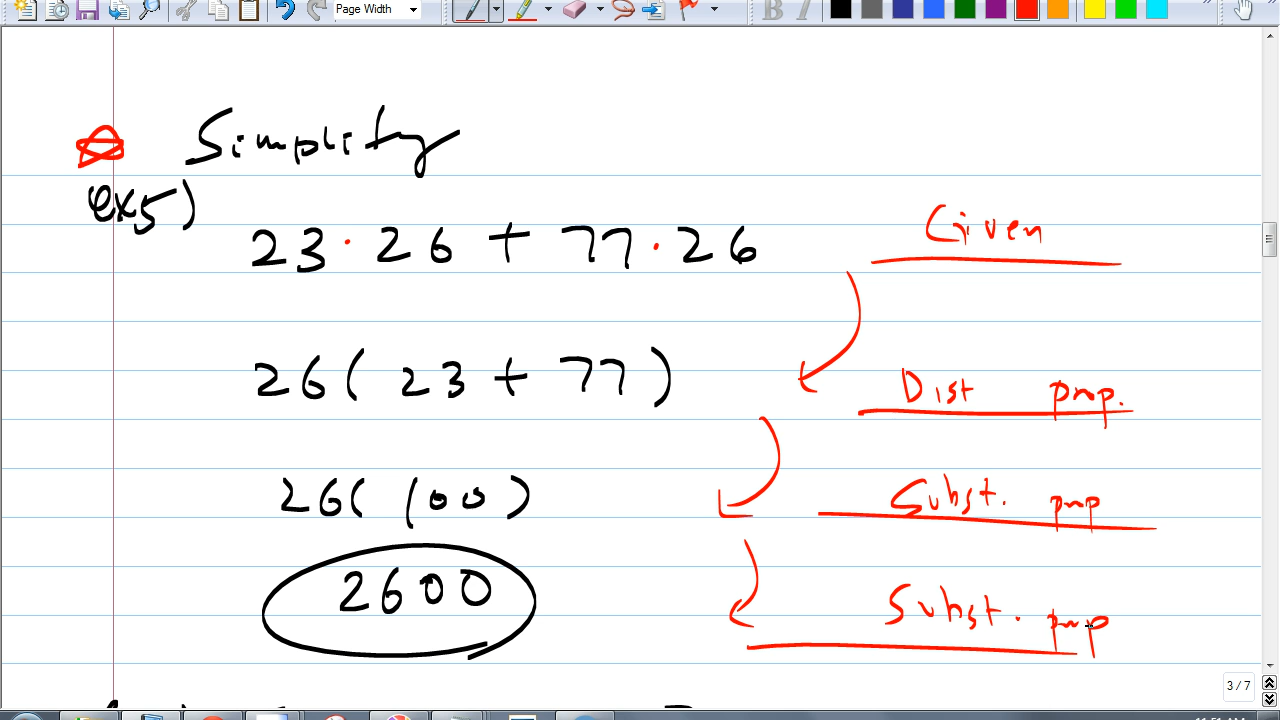 Page Width
Simplify
ex5)
23 · 26 + 77 · 26 Given
26( 23 + 77 ) Dist prop.
26( 100 ) Subst. prop
2600 Subst. prop
3 / 7